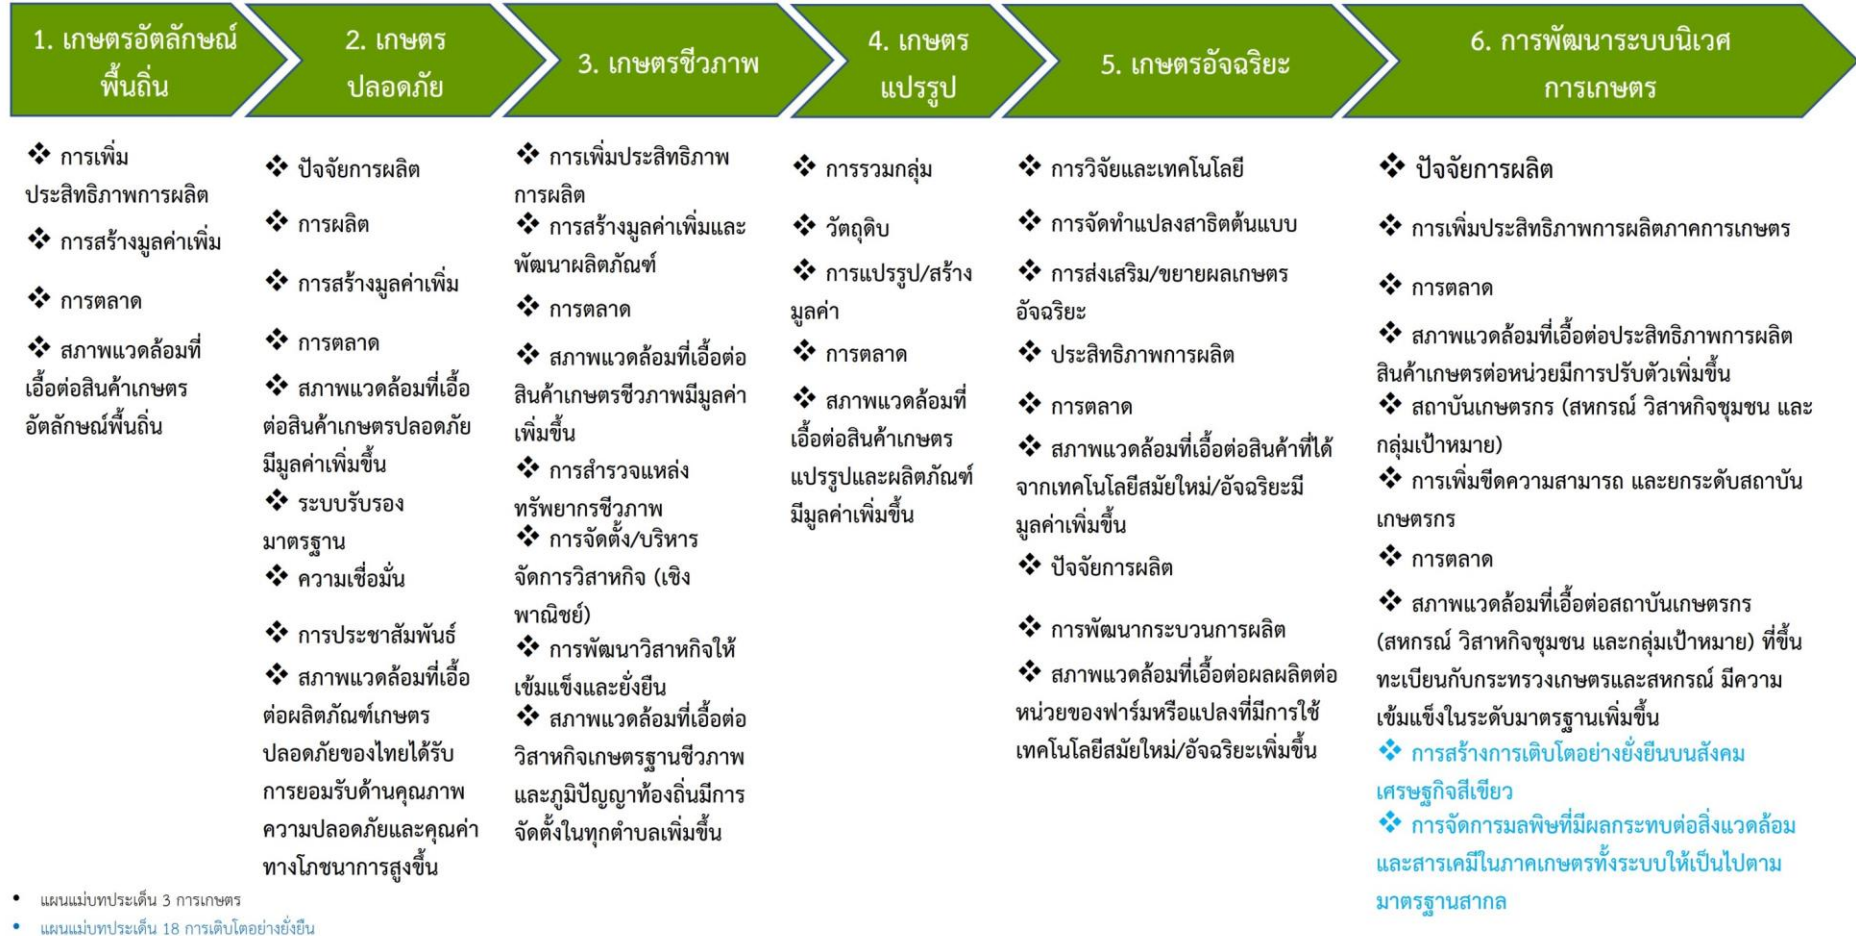 1. เกษตรอัตลักษณ์
พื้นถิ่น
❖ การเพิ่ม
ประสิทธิภาพการผลิต
❖ การสร้างมูลค่าเพิ่ม
❖ การตลาด
❖ สภาพแวดล้อมที่
เอื้อต่อสินค้าเกษตร
อัตลักษณ์พื้นถิ่น
2. เกษตร
ปลอดภัย
❖ ปัจจัยการผลิต
❖ การผลิต
❖ การสร้างมูลค่าเพิ่ม
❖ การตลาด
❖ สภาพแวดล้อมที่เอื้อ
ต่อสินค้าเกษตรปลอดภัย
มีมูลค่าเพิ่มขึ้น
❖ ระบบรับรอง
มาตรฐาน
❖ ความเชื่อมั่น
❖ การประชาสัมพันธ์
❖ สภาพแวดล้อมที่เอื้อ
ต่อผลิตภัณฑ์เกษตร
ปลอดภัยของไทยได้รับ
การยอมรับด้านคุณภาพ
ความปลอดภัยและคุณค่า
ทางโภชนาการสูงขึ้น
3. เกษตรชีวภาพ
❖ การเพิ่มประสิทธิภาพ
การผลิต
❖ การสร้างมูลค่าเพิ่มและ
พัฒนาผลิตภัณฑ์
❖ การตลาด
❖ สภาพแวดล้อมที่เอื้อต่อ
สินค้าเกษตรชีวภาพมีมูลค่า
เพิ่มขึ้น
❖ การสำรวจแหล่ง
ทรัพยากรชีวภาพ
❖ การจัดตั้ง/บริหาร
จัดการวิสาหกิจ (เชิง
พาณิชย์)
❖ การพัฒนาวิสาหกิจให้
เข้มแข็งและยั่งยืน
❖ สภาพแวดล้อมที่เอื้อต่อ
วิสาหกิจเกษตรฐานชีวภาพ
และภูมิปัญญาท้องถิ่นมีการ
จัดตั้งในทุกตำบลเพิ่มขึ้น
4. เกษตร
แปรรูป
❖ การรวมกลุ่ม
❖ วัตถุดิบ
❖ การแปรรูป/สร้าง
มูลค่า
❖ การตลาด
❖ สภาพแวดล้อมที่
เอื้อต่อสินค้าเกษตร
แปรรูปและผลิตภัณฑ์
มีมูลค่าเพิ่มขึ้น
5. เกษตรอัจฉริยะ
❖ การวิจัยและเทคโนโลยี
❖ การจัดทำแปลงสาธิตต้นแบบ
❖ การส่งเสริม/ขยายผลเกษตร
อัจฉริยะ
❖ ประสิทธิภาพการผลิต
❖ การตลาด
❖ สภาพแวดล้อมที่เอื้อต่อสินค้าที่ได้
จากเทคโนโลยีสมัยใหม่/อัจฉริยะมี
มูลค่าเพิ่มขึ้น
❖ ปัจจัยการผลิต
❖ การพัฒนากระบวนการผลิต
❖ สภาพแวดล้อมที่เอื้อต่อผลผลิตต่อ
หน่วยของฟาร์มหรือแปลงที่มีการใช้
เทคโนโลยีสมัยใหม่/อัจฉริยะเพิ่มขึ้น
6. การพัฒนาระบบนิเวศ
การเกษตร
❖ ปัจจัยการผลิต
❖ การเพิ่มประสิทธิภาพการผลิตภาคการเกษตร
❖ การตลาด
❖ สภาพแวดล้อมที่เอื้อต่อประสิทธิภาพการผลิต
สินค้าเกษตรต่อหน่วยมีการปรับตัวเพิ่มขึ้น
❖ สถาบันเกษตรกร (สหกรณ์ วิสาหกิจชุมชน และ
กลุ่มเป้าหมาย)
❖ การเพิ่มขีดความสามารถ และยกระดับสถาบัน
เกษตรกร
❖ การตลาด
❖ สภาพแวดล้อมที่เอื้อต่อสถาบันเกษตรกร
(สหกรณ์ วิสาหกิจชุมชน และกลุ่มเป้าหมาย) ที่ขึ้น
ทะเบียนกับกระทรวงเกษตรและสหกรณ์ มีความ
เข้มแข็งในระดับมาตรฐานเพิ่มขึ้น
❖ การสร้างการเติบโตอย่างยั่งยืนบนสังคม
เศรษฐกิจสีเขียว
❖ การจัดการมลพิษที่มีผลกระทบต่อสิ่งแวดล้อม
และสารเคมีในภาคเกษตรทั้งระบบให้เป็นไปตาม
มาตรฐานสากล
• แผนแม่บทประเด็น 3 การเกษตร
• แผนแม่บทประเด็น 18 การเติบโตอย่างยั่งยืน